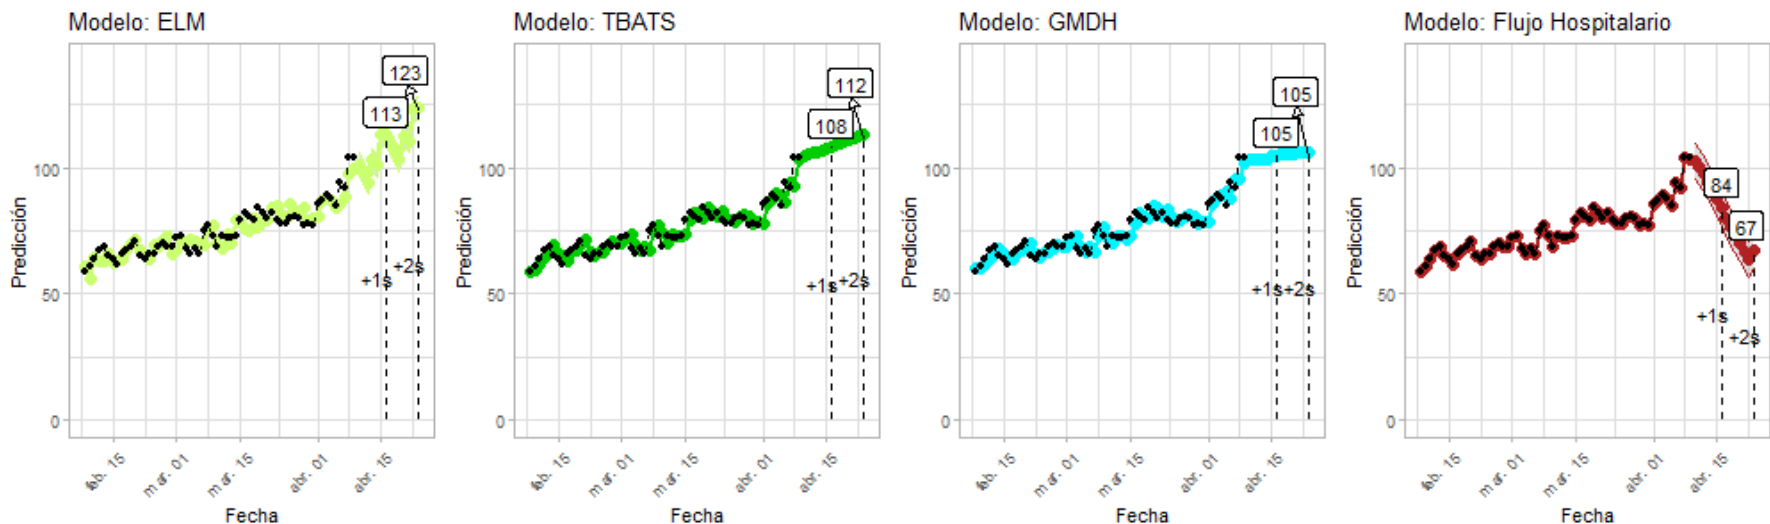 Modelo: ELM
Predicción
100
50
0
123
113
+1s
+2s
feb. 15
mar. 01
mar. 15
abr. 01
abr. 15
Fecha
Modelo: TBATS
Predicción
100
50
0
112
108
+1s
+2s
feb. 15
mar. 01
mar. 15
abr. 01
abr. 15
Fecha
Modelo: GMDH
Predicción
100
50
0
105
105
+1s
+2s
feb. 15
mar. 01
mar. 15
abr. 01
abr. 15
Fecha
Modelo: Flujo Hospitalario
Predicción
100
50
0
84
67
+1s
+2s
feb. 15
mar. 01
mar. 15
abr. 01
abr. 15
Fecha